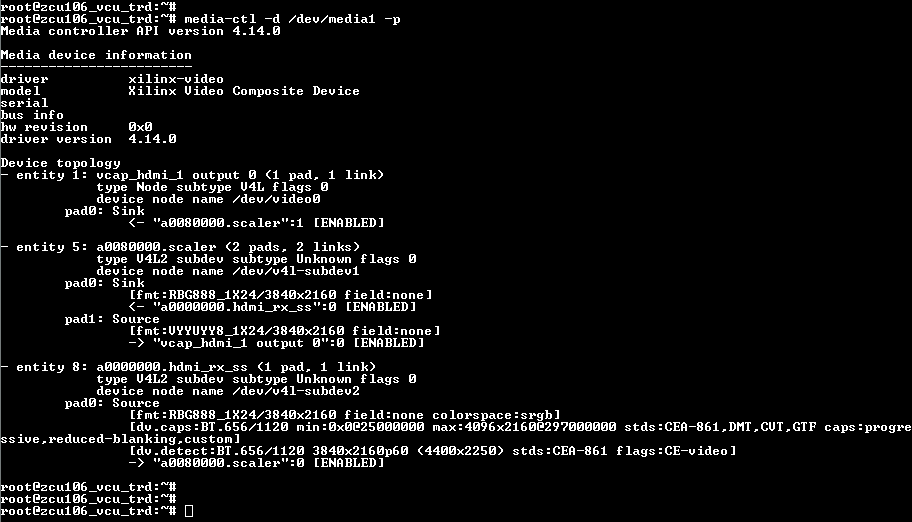 root@zcu106_vcu_trd:~#
root@zcu106_vcu_trd:~# media-ctl -d /dev/media1 -p
Media controller API version 4.14.0
Media device information
------------------------
driver          xilinx-video
model           Xilinx Video Composite Device
serial
bus info
hw revision     0x0
driver version  4.14.0
Device topology
- entity 1: vcap_hdmi_1 output 0 (1 pad, 1 link)
            type Node subtype V4L flags 0
            device node name /dev/video0
        pad0: Sink
                <- "a0080000.scaler":1 [ENABLED]
- entity 5: a0080000.scaler (2 pads, 2 links)
            type V4L2 subdev subtype Unknown flags 0
            device node name /dev/v4l-subdev1
        pad0: Sink
                [fmt:RBG888_1X24/3840x2160 field:none]
                <- "a0000000.hdmi_rx_ss":0 [ENABLED]
        pad1: Source
                [fmt:VYYUYY8_1X24/3840x2160 field:none]
                -> "vcap_hdmi_1 output 0":0 [ENABLED]
- entity 8: a0000000.hdmi_rx_ss (1 pad, 1 link)
            type V4L2 subdev subtype Unknown flags 0
            device node name /dev/v4l-subdev2
        pad0: Source
                [fmt:RBG888_1X24/3840x2160 field:none colorspace:srgb]
                [dv.caps:BT.656/1120 min:0x0@25000000 max:4096x2160@297000000 stds:CEA-861,DMT,CVT,GTF caps:progre
ssive,reduced-blanking,custom]
                [dv.detect:BT.656/1120 3840x2160p60 (4400x2250) stds:CEA-861 flags:CE-video]
                -> "a0080000.scaler":0 [ENABLED]
root@zcu106_vcu_trd:~#
root@zcu106_vcu_trd:~#
root@zcu106_vcu_trd:~#